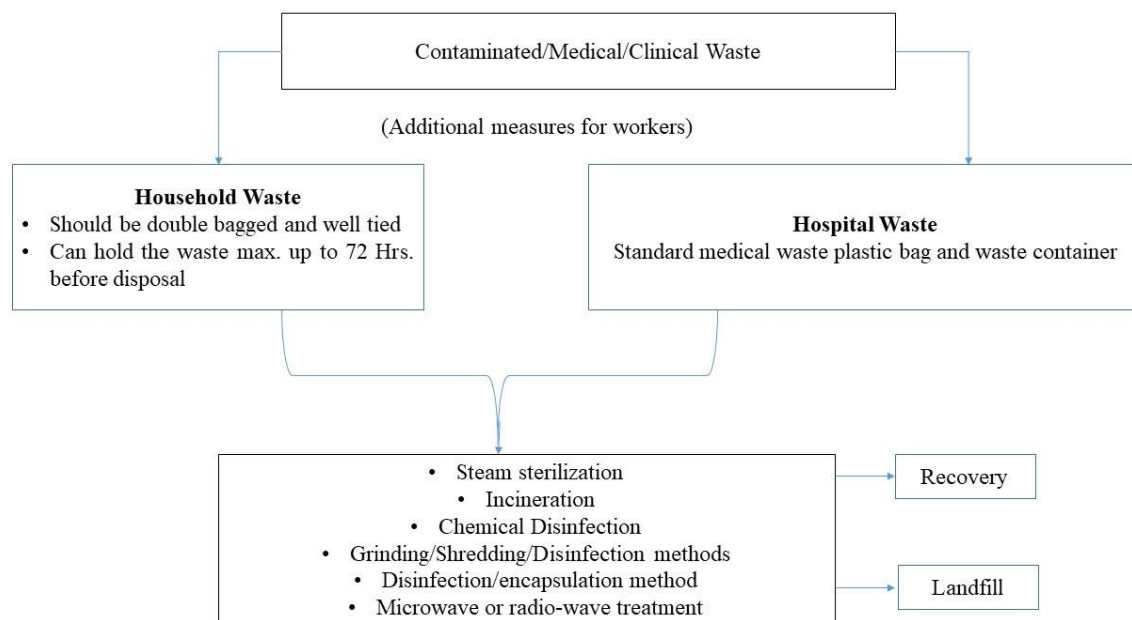 Contaminated/Medical/Clinical Waste
(Additional measures for workers)
Household Waste
• Should be double bagged and well tied
• Can hold the waste max. up to 72 Hrs.
before disposal
Hospital Waste
Standard medical waste plastic bag and waste container
• Steam sterilization
• Incineration
• Chemical Disinfection
• Grinding/Shredding/Disinfection methods
• Disinfection/encapsulation method
• Microwave or radio-wave treatment
Recovery
Landfill